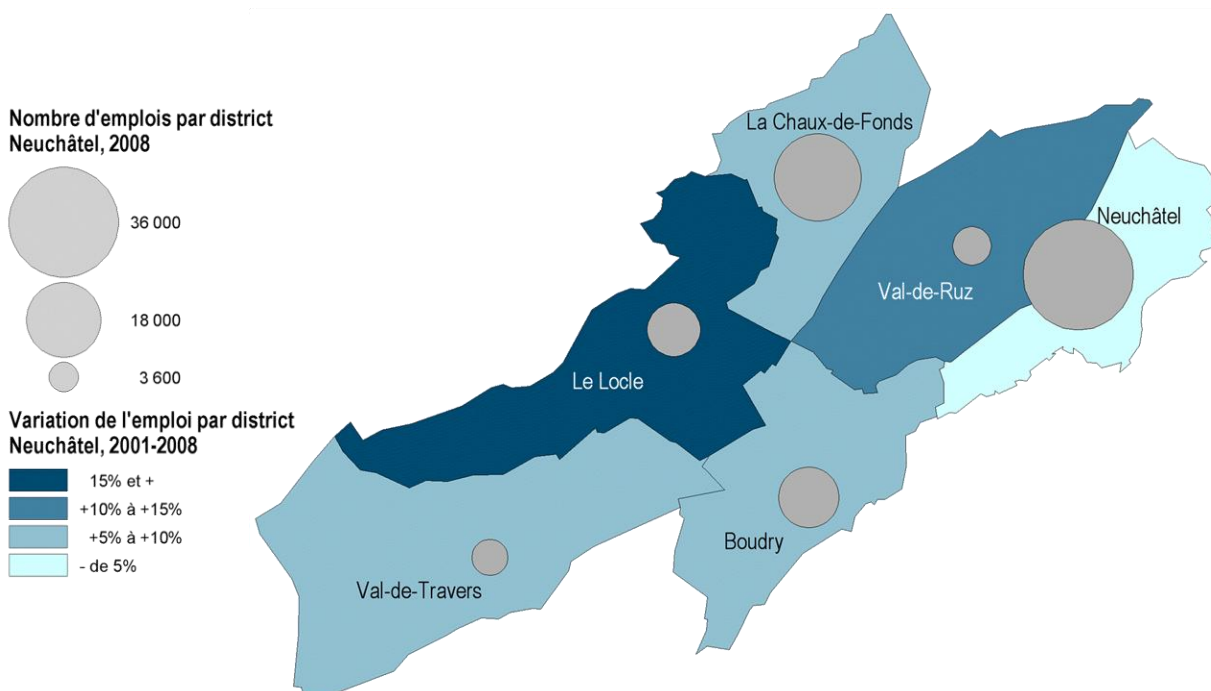 Nombre d'emplois par district
Neuchâtel, 2008
36 000
18 000
3 600
Variation de l'emploi par district
Neuchâtel, 2001-2008
15% et +
+10% à +15%
+5% à +10%
- de 5%
La Chaux-de-Fonds
Neuchâtel
Val-de-Ruz
Le Locle
Boudry
Val-de-Travers